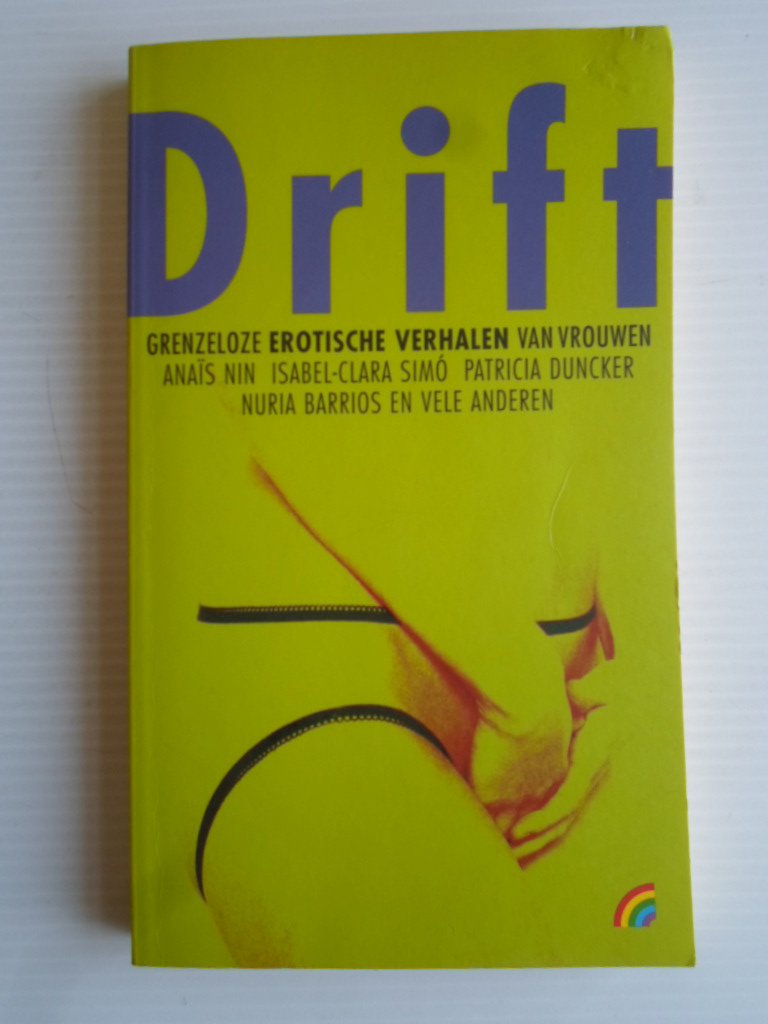 Drift
GRENZELOZE EROTISCHE VERHALEN VAN VROUWEN
ANAÏS NIN ISABEL-CLARA SIMÓ PATRICIA DUNCKER
NURIA BARRIOS EN VELE ANDEREN